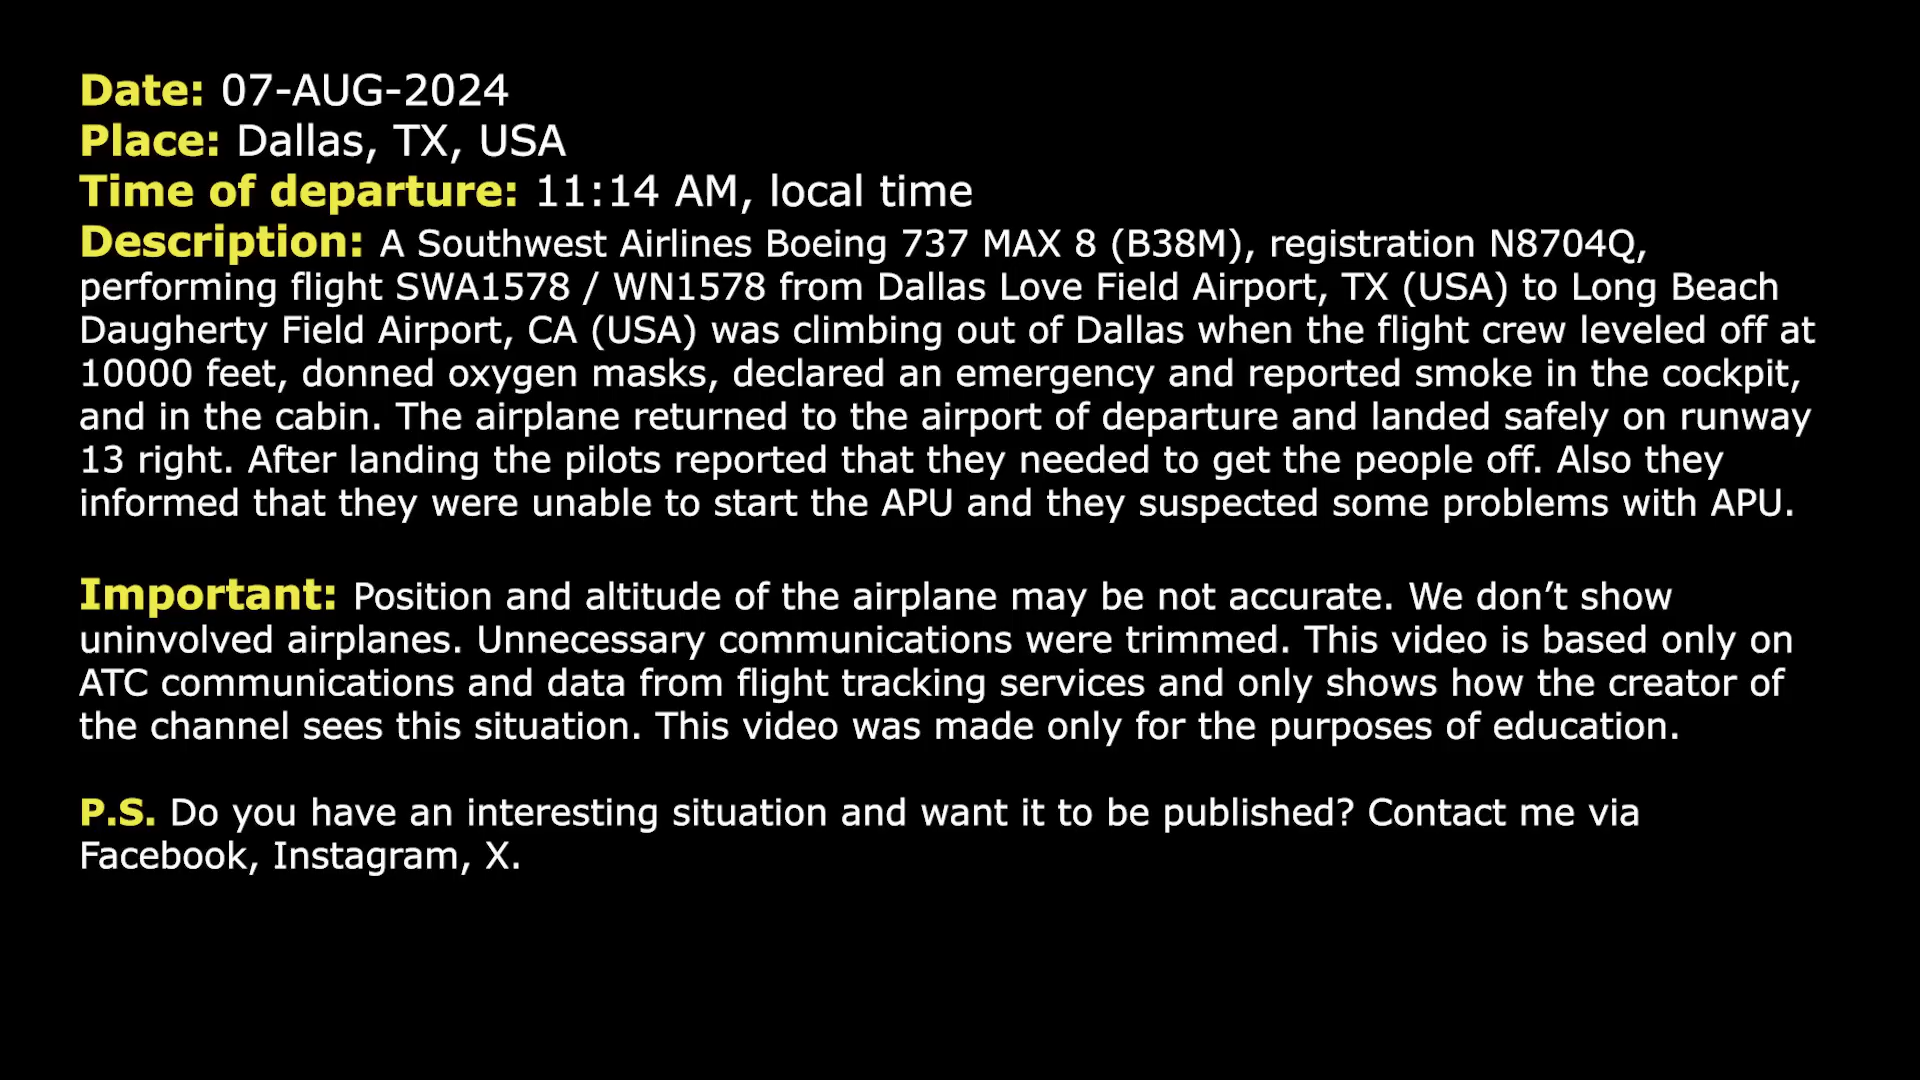 Date: 07-AUG-2024
Place: Dallas, TX, USA
Time of departure: 11:14 AM, local time
Description: A Southwest Airlines Boeing 737 MAX 8 (B38M), registration N8704Q,
performing flight SWA1578 / WN1578 from Dallas Love Field Airport, TX (USA) to Long Beach
Daugherty Field Airport, CA (USA) was climbing out of Dallas when the flight crew leveled off at
10000 feet, donned oxygen masks, declared an emergency and reported smoke in the cockpit,
and in the cabin. The airplane returned to the airport of departure and landed safely on runway
13 right. After landing the pilots reported that they needed to get the people off. Also they
informed that they were unable to start the APU and they suspected some problems with APU.
Important: Position and altitude of the airplane may be not accurate. We don’t show
uninvolved airplanes. Unnecessary communications were trimmed. This video is based only on
ATC communications and data from flight tracking services and only shows how the creator of
the channel sees this situation. This video was made only for the purposes of education.
P.S. Do you have an interesting situation and want it to be published? Contact me via
Facebook, Instagram, X.